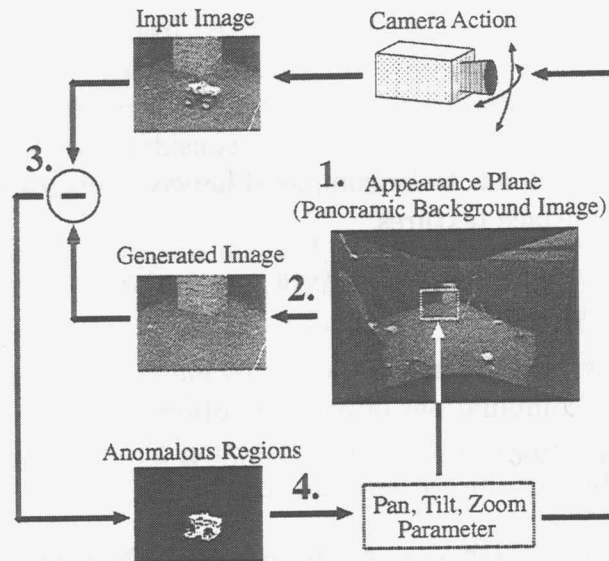 Input Image
Camera Action
3.
1.
Appearance Plane
(Panoramic Background Image)
Generated Image
2.
Anomalous Regions
4.
Pan, Tilt, Zoom
Parameter